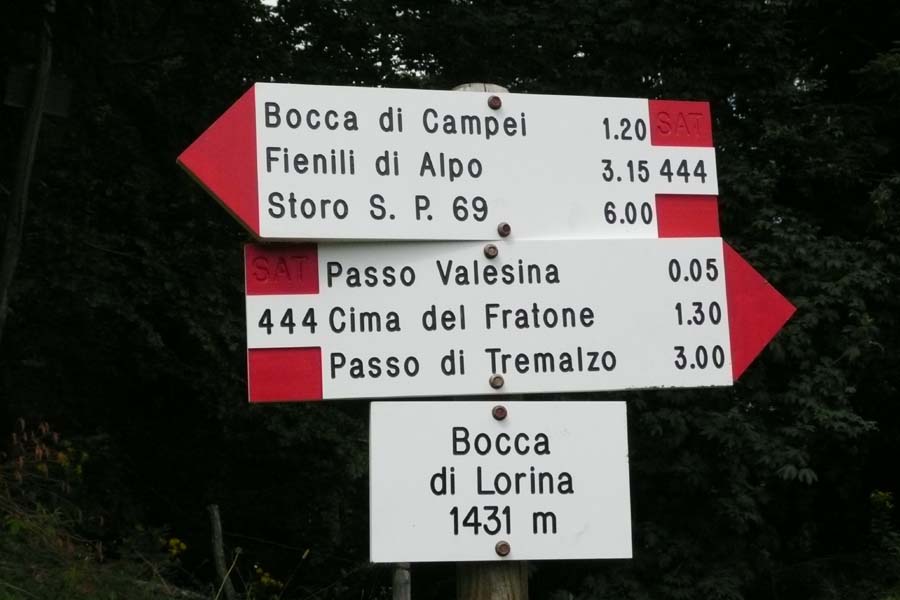 Bocca di Campei 1.20 SAT
Fienili di Alpo 3.15 444
Storo S. P. 69 6.00
SAT Passo Valesina 0.05
444 Cima del Fratone 1.30
Passo di Tremalzo 3.00
Bocca
di Lorina
1431 m